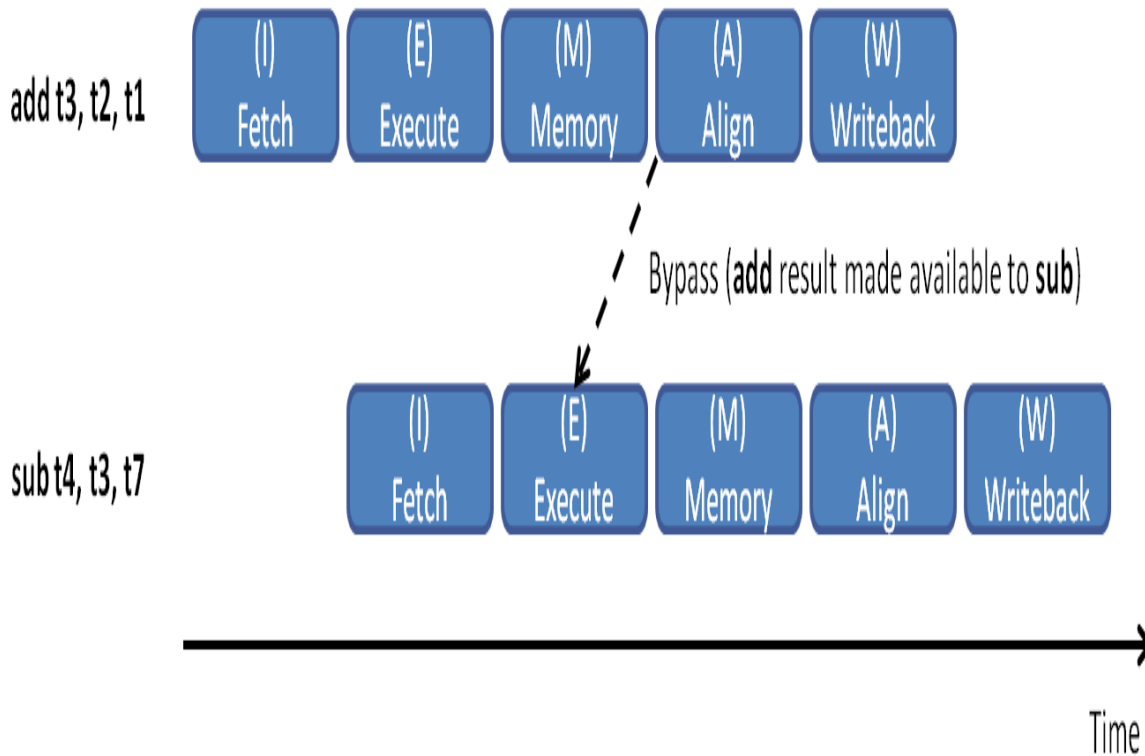 add t3, t2, t1
(I) (E) (M) (A) (W)
Fetch Execute Memory Align Writeback
Bypass (add result made available to sub)
sub t4, t3, t7
(I) (E) (M) (A) (W)
Fetch Execute Memory Align Writeback
Time